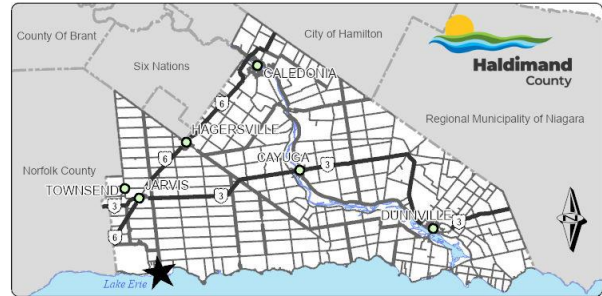 County Of Brant
City of Hamilton
Haldimand
County
Six Nations
CALEDONIA
6
Regional Municipality of Niagara
HAGERSVILLE
6
CAYUGA
3
Norfolk County
TOWNSEND
JARVIS
3
3
DUNNVILLE
3
6
Lake Erie
N